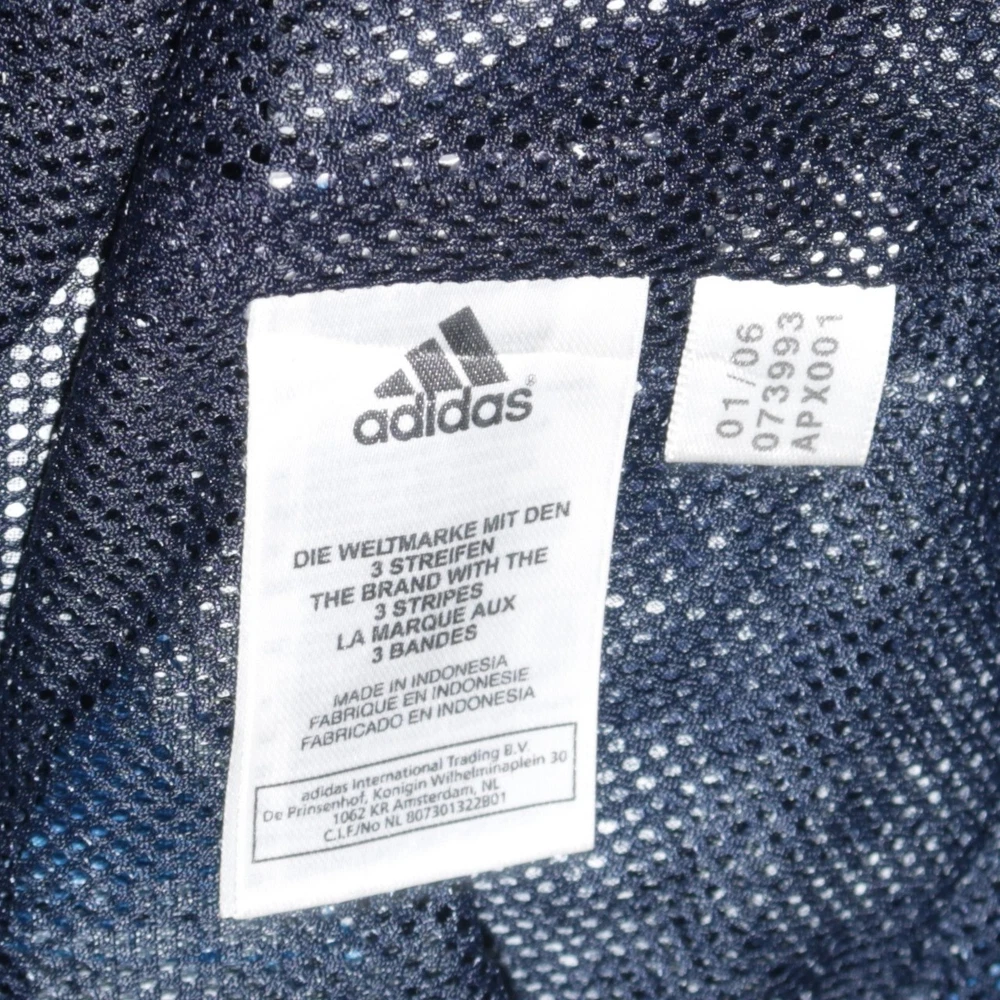 adidas®
DIE WELTMARKE MIT DEN
3 STREIFEN
THE BRAND WITH THE
3 STRIPES
LA MARQUE AUX
3 BANDES
MADE IN INDONESIA
FABRIQUE EN INDONESIE
FABRICADO EN INDONESIA
adidas International Trading B.V.
De Prinsenhof, Konigin Wilhelminaplein 30
1062 KR Amsterdam, NL
C.I.F./No NL 807301322B01
01/06
073993
APX001